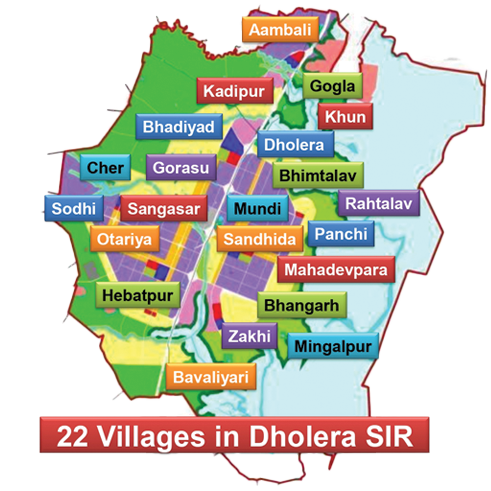 Aambali
Kadipur
Gogla
Khun
Bhadiyad
Dholera
Cher
Gorasu
Bhimtalav
Sodhi
Sangasar
Mundi
Rahtalav
Otariya
Sandhida
Panchi
Mahadevpara
Hebatpur
Bhangarh
Zakhi
Mingalpur
Bavaliyari
22 Villages in Dholera SIR